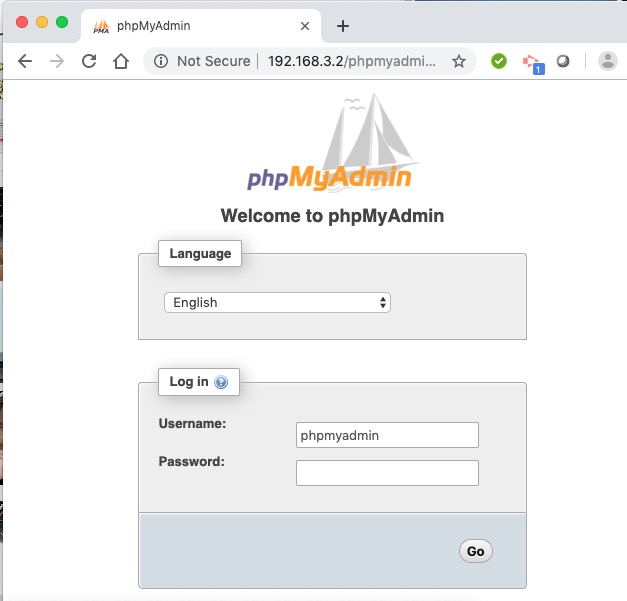 phpMyAdmin
Not Secure | 192.168.3.2/phpmyadmi...
1
phpMyAdmin
Welcome to phpMyAdmin
Language
English
Log in
Username:
phpmyadmin
Password:
Go